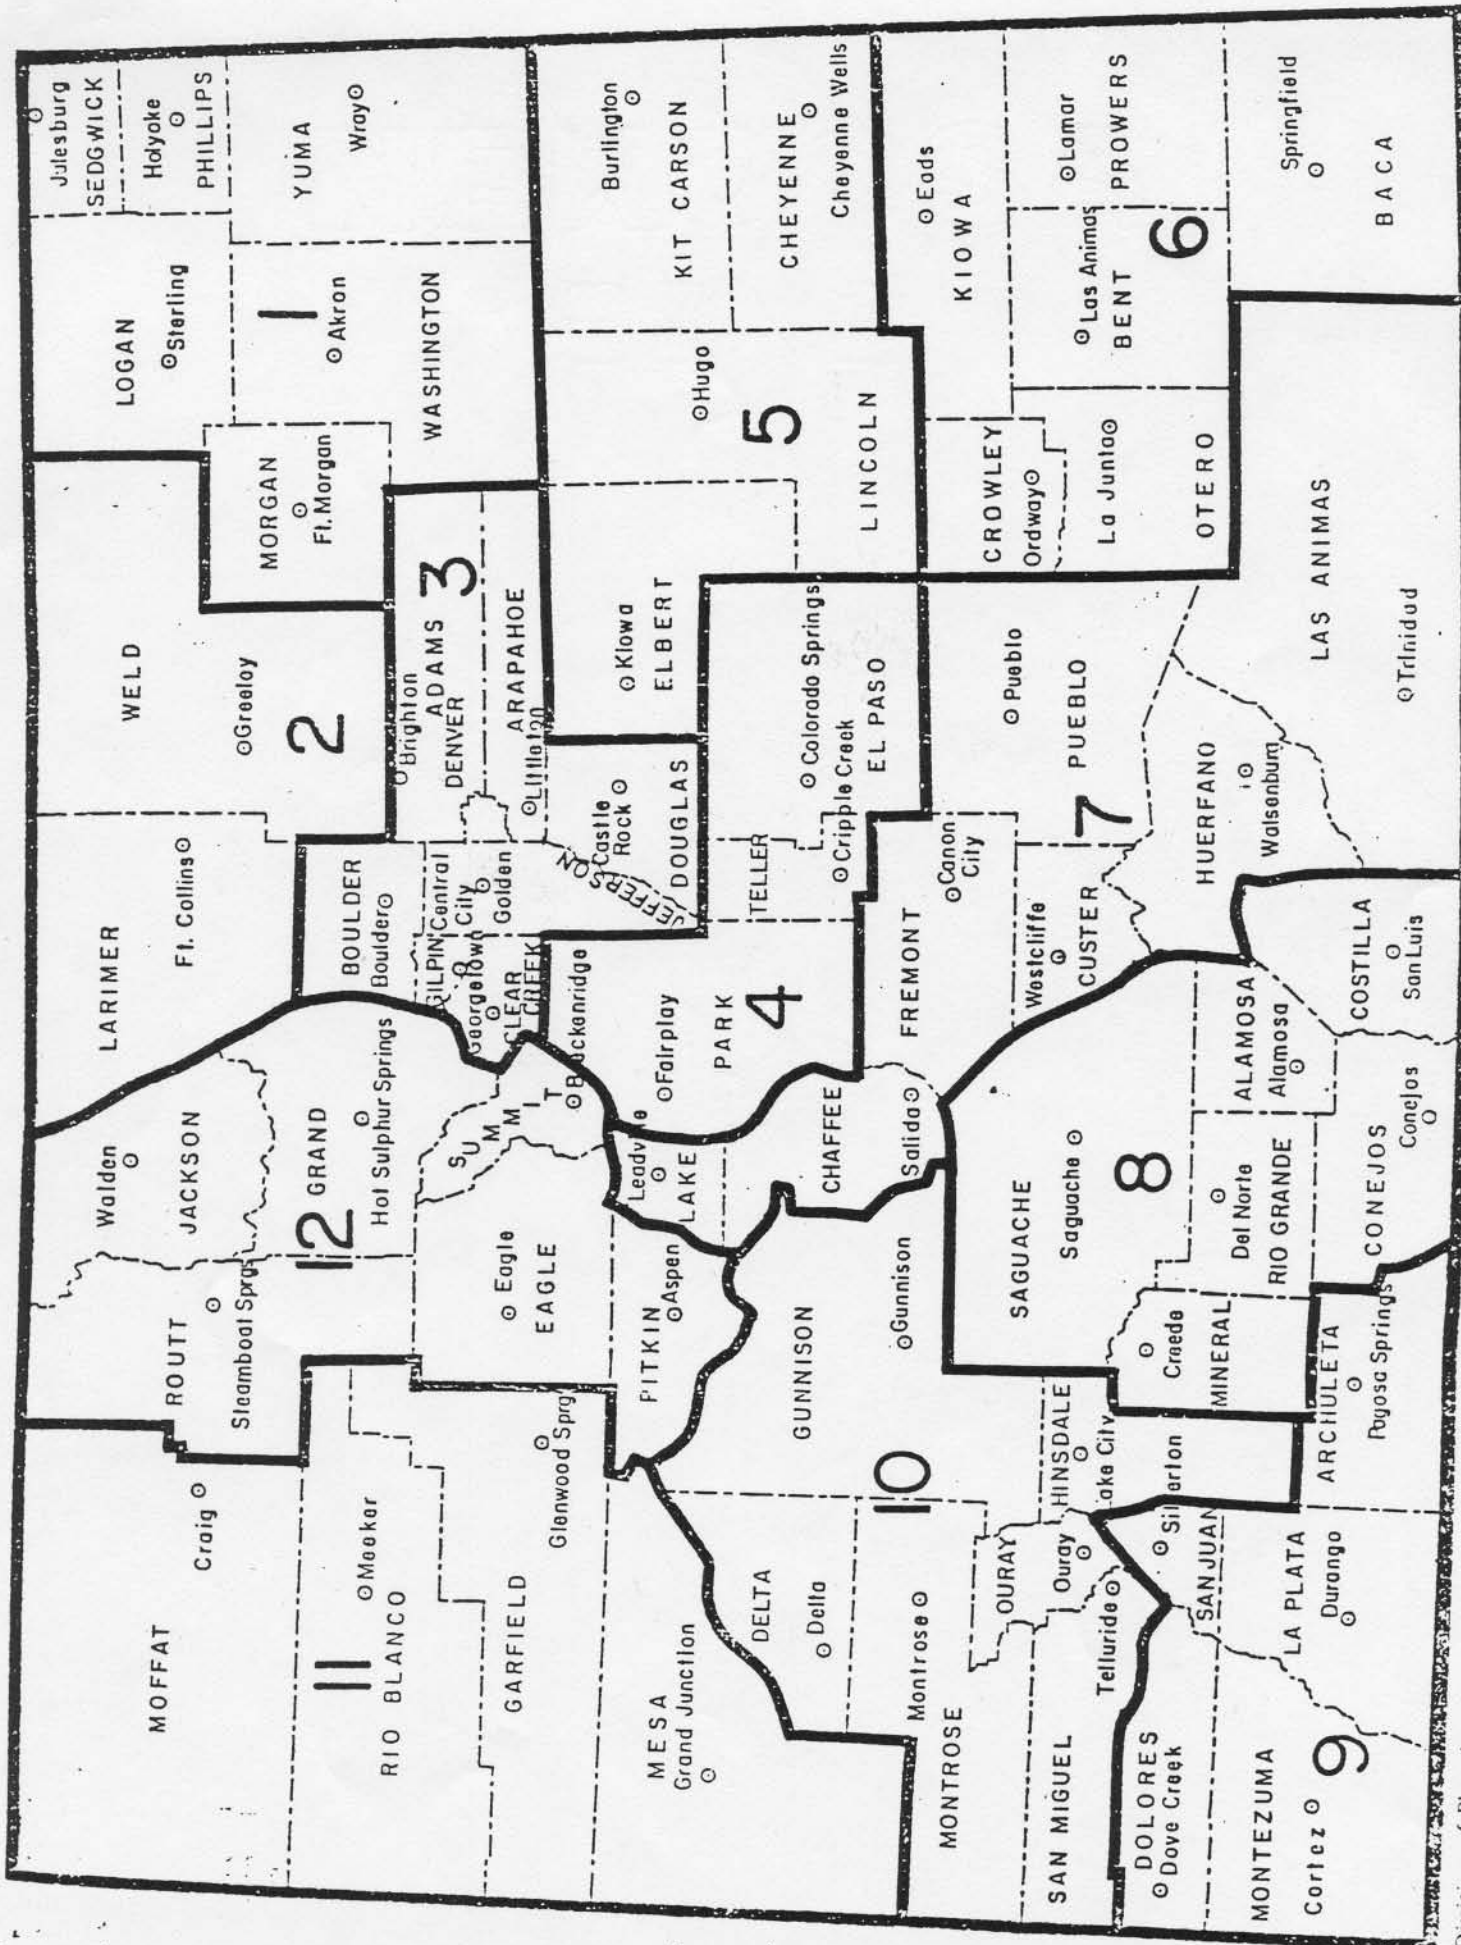 MOFFAT
Craig
ROUTT
Steamboat Sprgs
Walden
JACKSON
LARIMER
Ft. Collins
WELD
Greeley
2
LOGAN
Sterling
Julesburg
SEDGWICK
Holyoke
PHILLIPS
11
Meeker
RIO BLANCO
12
GRAND
Hot Sulphur Springs
BOULDER
Boulder
MORGAN
Ft. Morgan
1
Akron
WASHINGTON
YUMA
Wray
GARFIELD
Glenwood Sprg
Eagle
EAGLE
SUMMIT
Breckenridge
GILPIN
Central
City
Georgetown
CLEAR
CREEK
Golden
JEFFERSON
Brighton
ADAMS
3
DENVER
ARAPAHOE
MESA
Grand Junction
PITKIN
Aspen
Leadville
LAKE
Fairplay
PARK
4
Castle
Rock
DOUGLAS
Kiowa
ELBERT
Hugo
5
LINCOLN
Burlington
KIT CARSON
CHEYENNE
Cheyenne Wells
DELTA
Delta
GUNNISON
Gunnison
CHAFFEE
Salida
TELLER
Cripple Creek
Colorado Springs
EL PASO
10
Montrose
MONTROSE
OURAY
Ouray
HINSDALE
Lake City
SAGUACHE
Saguache
8
FREMONT
Canon
City
Westcliffe
CUSTER
Pueblo
PUEBLO
7
CROWLEY
Ordway
La Junta
OTERO
Eads
KIOWA
Las Animas
BENT
6
Lamar
PROWERS
SAN MIGUEL
Telluride
DOLORES
Dove Creek
Silverton
SAN JUAN
Creede
MINERAL
Del Norte
RIO GRANDE
ALAMOSA
Alamosa
HUERFANO
Walsenburg
MONTEZUMA
Cortez
9
LA PLATA
Durango
ARCHULETA
Pagosa Springs
CONEJOS
Conejos
COSTILLA
San Luis
LAS ANIMAS
Trinidad
Springfield
BACA